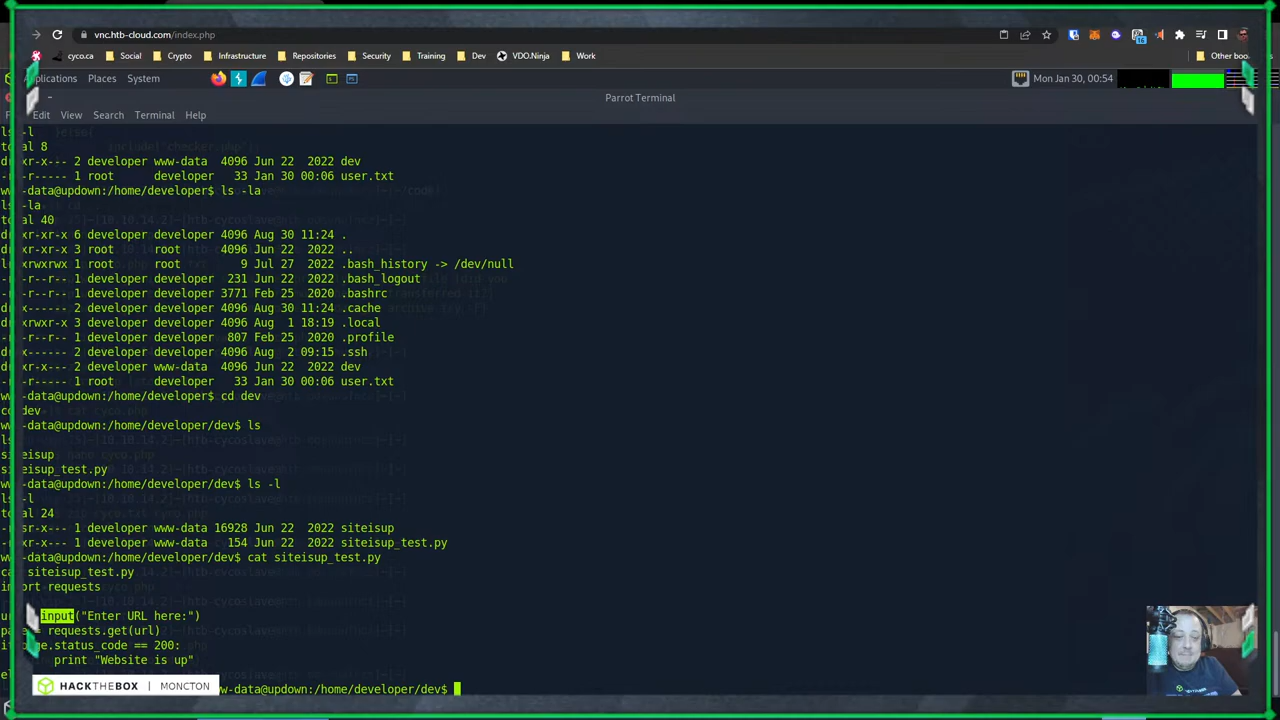 vnc.htb-cloud.com/index.php
cyco.ca Social Crypto Infrastructure Repositories Security Training Dev VDO.Ninja Work Other boo
Applications Places System Mon Jan 30, 00:54
Parrot Terminal
Edit View Search Terminal Help
ls -l
total 8
xr-x--- 2 developer www-data 4096 Jun 22 2022 dev
r----- 1 root developer 33 Jan 30 00:06 user.txt
-data@updown:/home/developer$ ls -la
-la
total 40
xr-xr-x 6 developer developer 4096 Aug 30 11:24 .
xr-xr-x 3 root root 4096 Jun 22 2022 ..
xrwxrwx 1 root root 9 Jul 27 2022 .bash_history -> /dev/null
-r--r-- 1 developer developer 231 Jun 22 2022 .bash_logout
-r--r-- 1 developer developer 3771 Feb 25 2020 .bashrc
x------ 2 developer developer 4096 Aug 30 11:24 .cache
xrwxr-x 3 developer developer 4096 Aug 1 18:19 .local
-r--r-- 1 developer developer 807 Feb 25 2020 .profile
x------ 2 developer developer 4096 Aug 2 09:15 .ssh
xr-x--- 2 developer www-data 4096 Jun 22 2022 dev
r----- 1 root developer 33 Jan 30 00:06 user.txt
-data@updown:/home/developer$ cd dev
dev
-data@updown:/home/developer/dev$ ls
ls
siteisup
siteisup_test.py
-data@updown:/home/developer/dev$ ls -l
-l
total 24
sr-x--- 1 developer www-data 16928 Jun 22 2022 siteisup
r-x--- 1 developer www-data 154 Jun 22 2022 siteisup_test.py
-data@updown:/home/developer/dev$ cat siteisup_test.py
siteisup_test.py
import requests
input("Enter URL here:")
requests.get(url)
page.status_code == 200:
print "Website is up"
w-data@updown:/home/developer/dev$
HACKTHEBOX | MONCTON